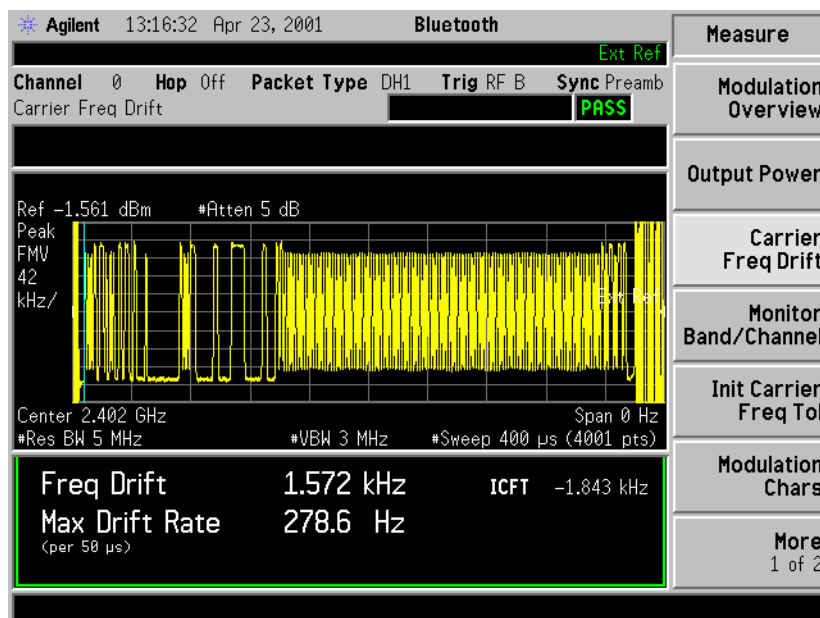 Agilent 13:16:32 Apr 23, 2001 Bluetooth
Ext Ref
Channel 0 Hop Off Packet Type DH1 Trig RF B Sync Preamb
Carrier Freq Drift PASS
Ref -1.561 dBm #Atten 5 dB
Peak
FMV
42
kHz/
Ext Ref
Center 2.402 GHz Span 0 Hz
#Res BW 5 MHz #VBW 3 MHz #Sweep 400 µs (4001 pts)
Freq Drift 1.572 kHz ICFT -1.843 kHz
Max Drift Rate 278.6 Hz
(per 50 µs)
Measure
Modulation
Overview
Output Power
Carrier
Freq Drift
Monitor
Band/Channel
Init Carrier
Freq Tol
Modulation
Chars
More
1 of 2